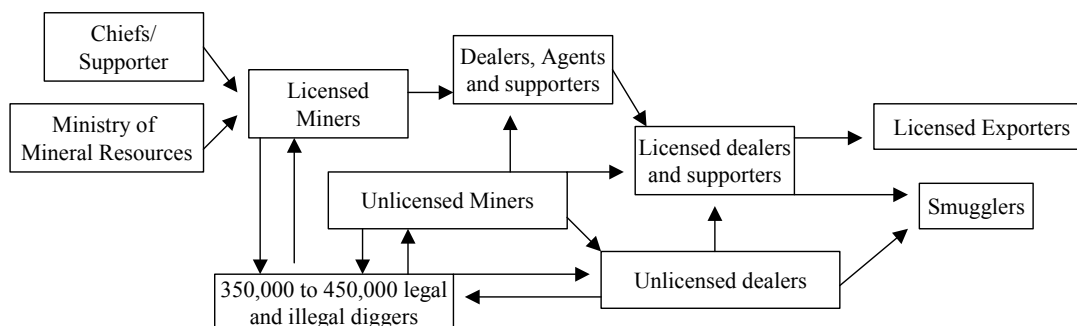 Chiefs/
Supporter
Ministry of
Mineral Resources
Licensed
Miners
Dealers, Agents
and supporters
Licensed dealers
and supporters
Licensed Exporters
Smugglers
Unlicensed Miners
Unlicensed dealers
350,000 to 450,000 legal
and illegal diggers